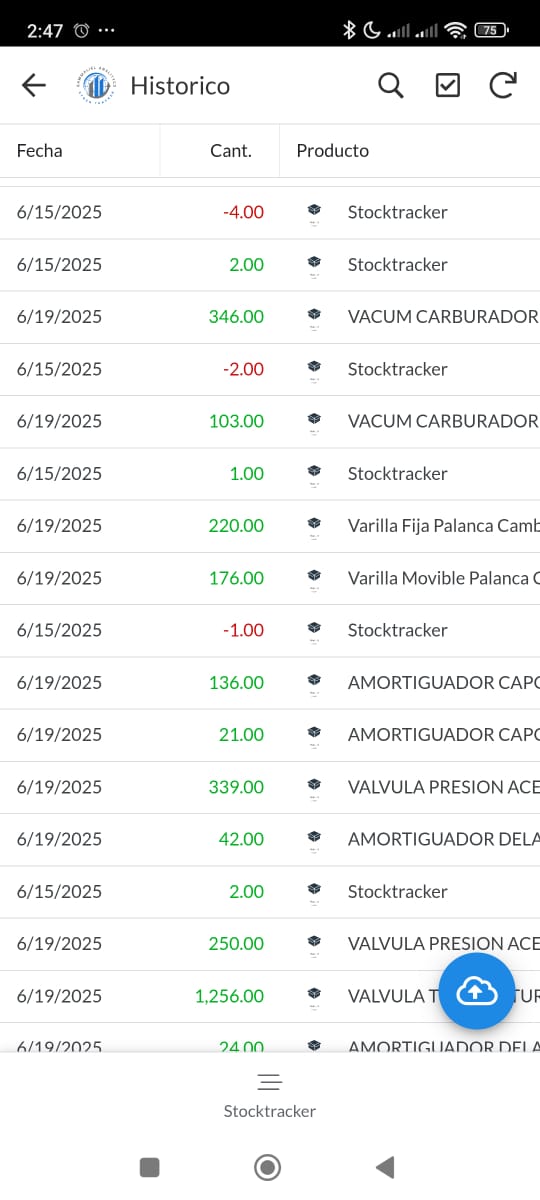 2:47 75
Historico
Fecha Cant. Producto
6/15/2025 -4.00 Stocktracker
6/15/2025 2.00 Stocktracker
6/19/2025 346.00 VACUM CARBURADOR
6/15/2025 -2.00 Stocktracker
6/19/2025 103.00 VACUM CARBURADOR
6/15/2025 1.00 Stocktracker
6/19/2025 220.00 Varilla Fija Palanca Camb
6/19/2025 176.00 Varilla Movible Palanca C
6/15/2025 -1.00 Stocktracker
6/19/2025 136.00 AMORTIGUADOR CAPO
6/19/2025 21.00 AMORTIGUADOR CAPO
6/19/2025 339.00 VALVULA PRESION ACE
6/19/2025 42.00 AMORTIGUADOR DELA
6/15/2025 2.00 Stocktracker
6/19/2025 250.00 VALVULA PRESION ACE
6/19/2025 1,256.00 VALVULA T TUR
6/19/2025 24.00 AMORTIGUADOR DELA
Stocktracker